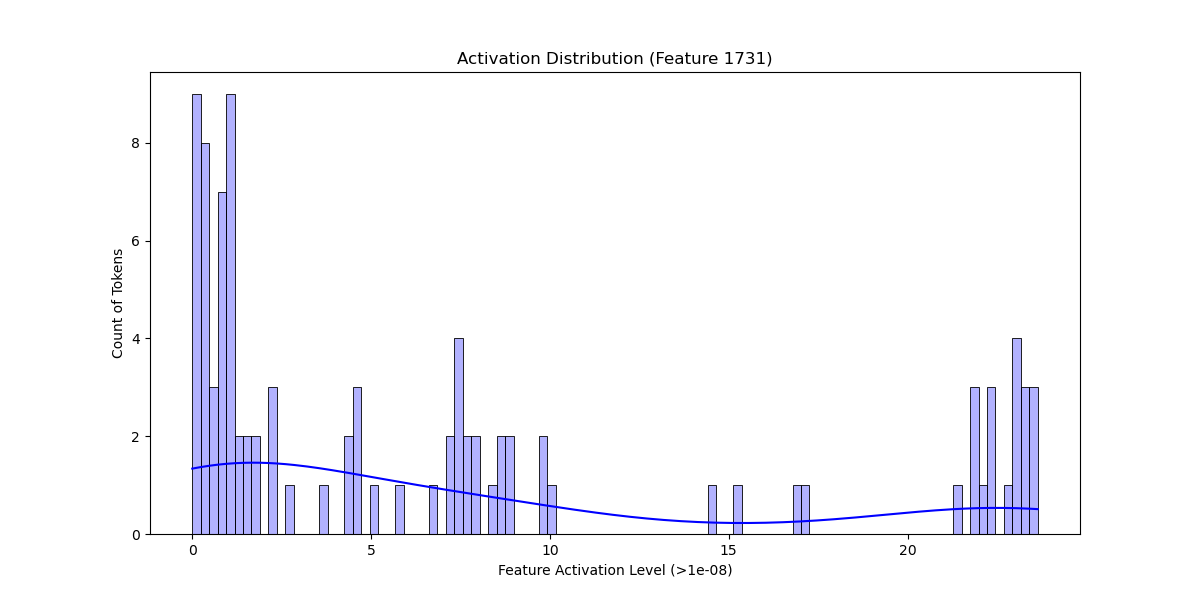 Activation Distribution (Feature 1731)
8
6
4
2
0
Count of Tokens
0 5 10 15 20
Feature Activation Level (>1e-08)